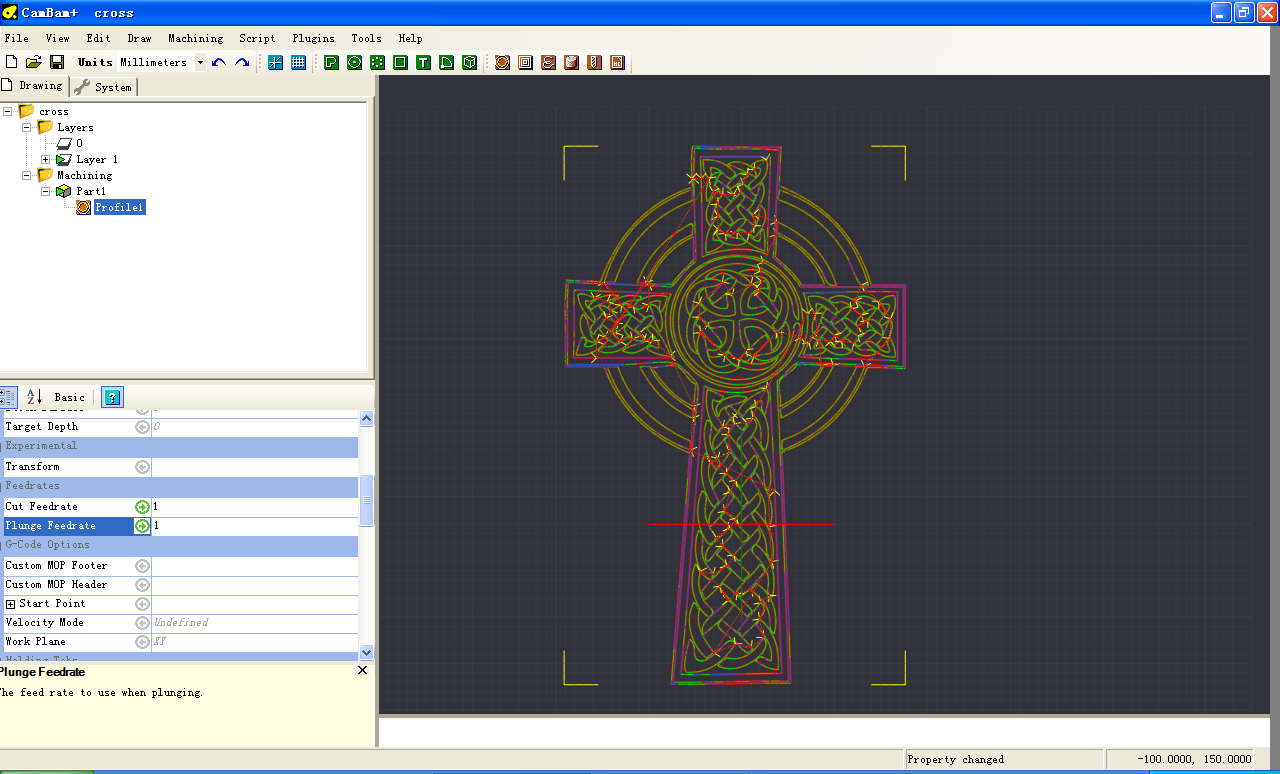 CamBam+ cross
File View Edit Draw Machining Script Plugins Tools Help
Units Millimeters
Drawing System
cross
Layers
0
Layer 1
Machining
Part1
Profile1
Basic
Target Depth 0
Experimental
Transform
Feedrates
Cut Feedrate 1
Plunge Feedrate 1
G-Code Options
Custom MOP Footer
Custom MOP Header
Start Point
Velocity Mode Undefined
Work Plane XY
Holding Tabs
Plunge Feedrate
The feed rate to use when plunging.
Property changed -100.0000, 150.0000